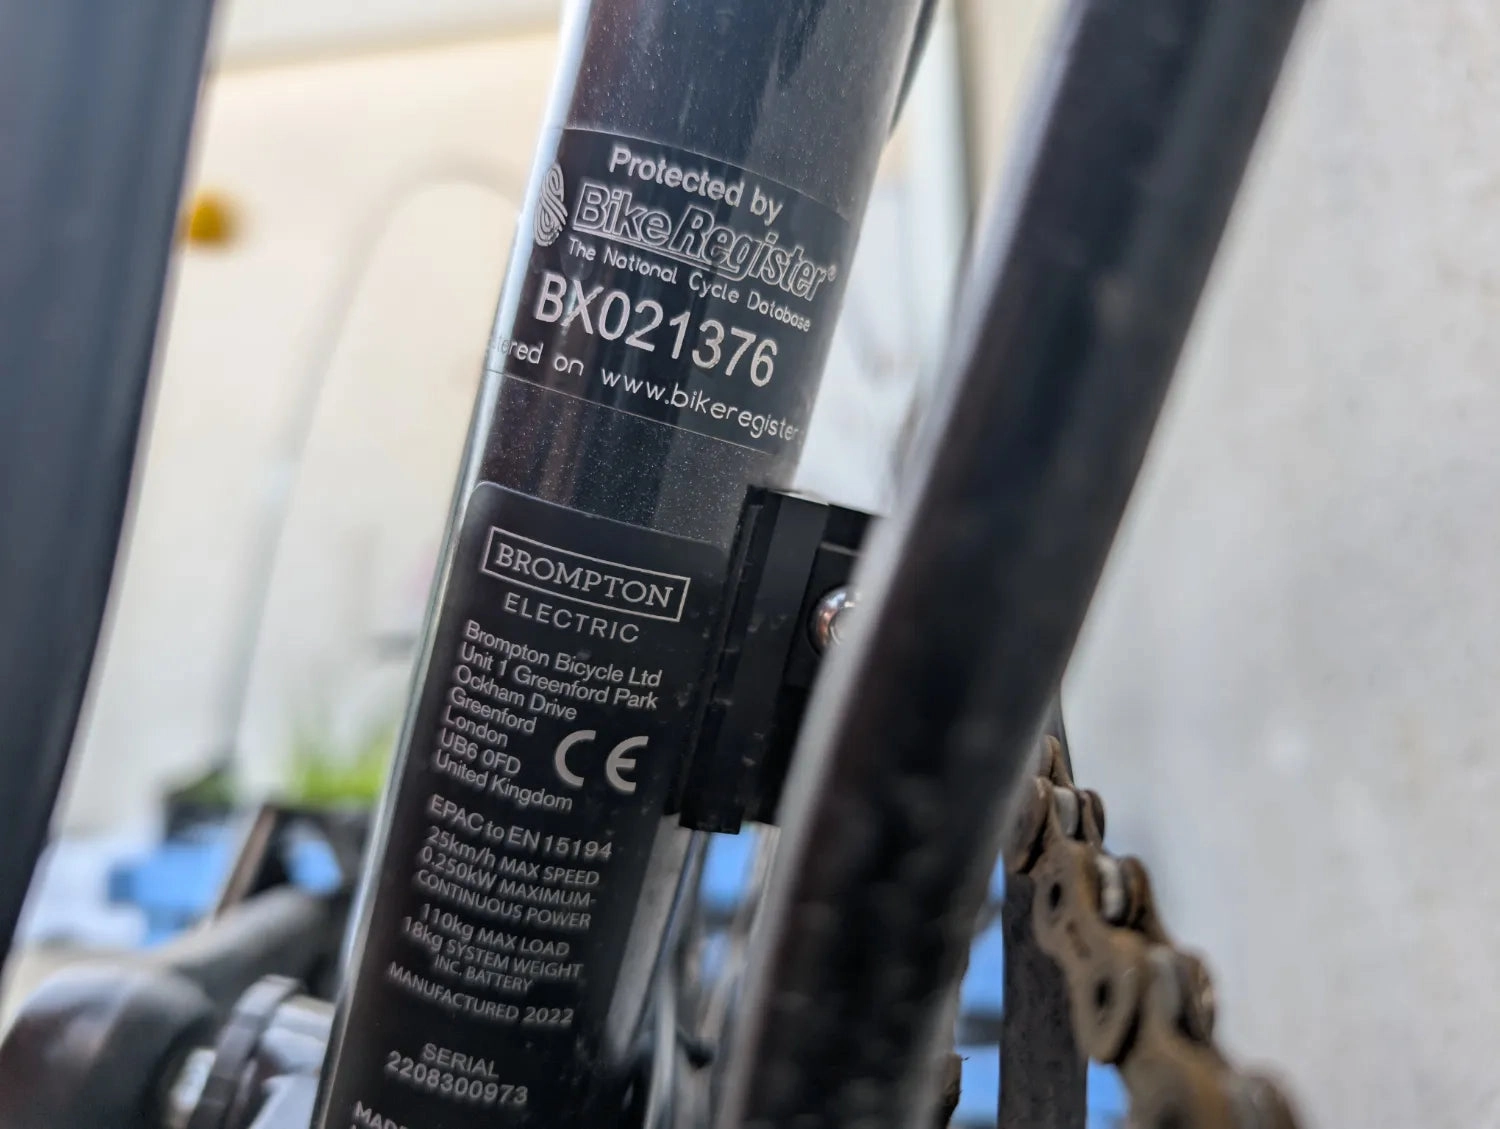 Protected by
BikeRegister®
The National Cycle Database
BX021376
on www.bikeregister.
BROMPTON
ELECTRIC
Brompton Bicycle Ltd
Unit 1 Greenford Park
Ockham Drive
Greenford
London
UB6 0FD
United Kingdom
CE
EPAC to EN 15194
25km/h MAX SPEED
0.250kW MAXIMUM-
CONTINUOUS POWER
110kg MAX LOAD
18kg SYSTEM WEIGHT
INC. BATTERY
MANUFACTURED 2022
SERIAL
2208300973